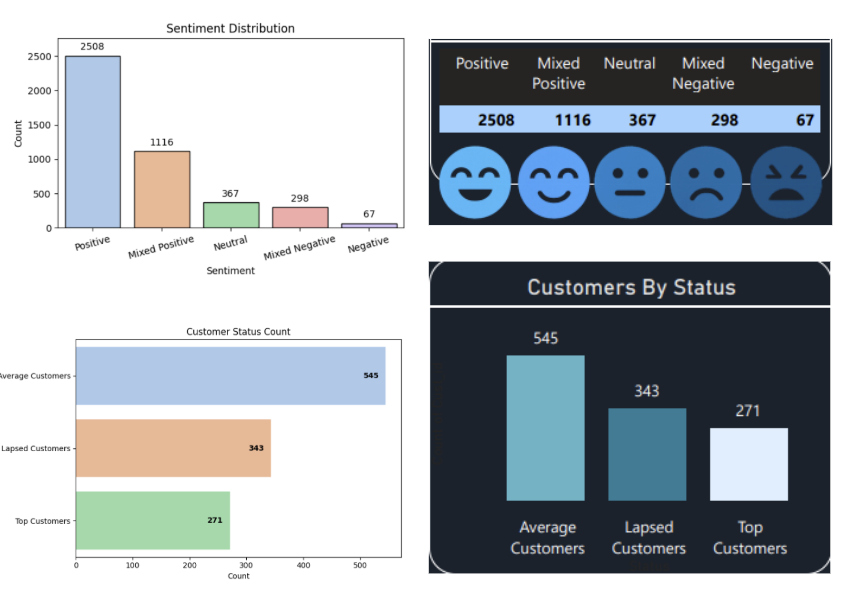 Sentiment Distribution
2508
1116
367
298
67
2500
2000
1500
1000
500
0
Count
Positive
Mixed Positive
Neutral
Mixed Negative
Negative
Sentiment
Positive
Mixed
Positive
Neutral
Mixed
Negative
Negative
2508
1116
367
298
67
Customer Status Count
Average Customers
545
Lapsed Customers
343
Top Customers
271
0
100
200
300
400
500
Count
Customers By Status
545
343
271
Average
Customers
Lapsed
Customers
Top
Customers